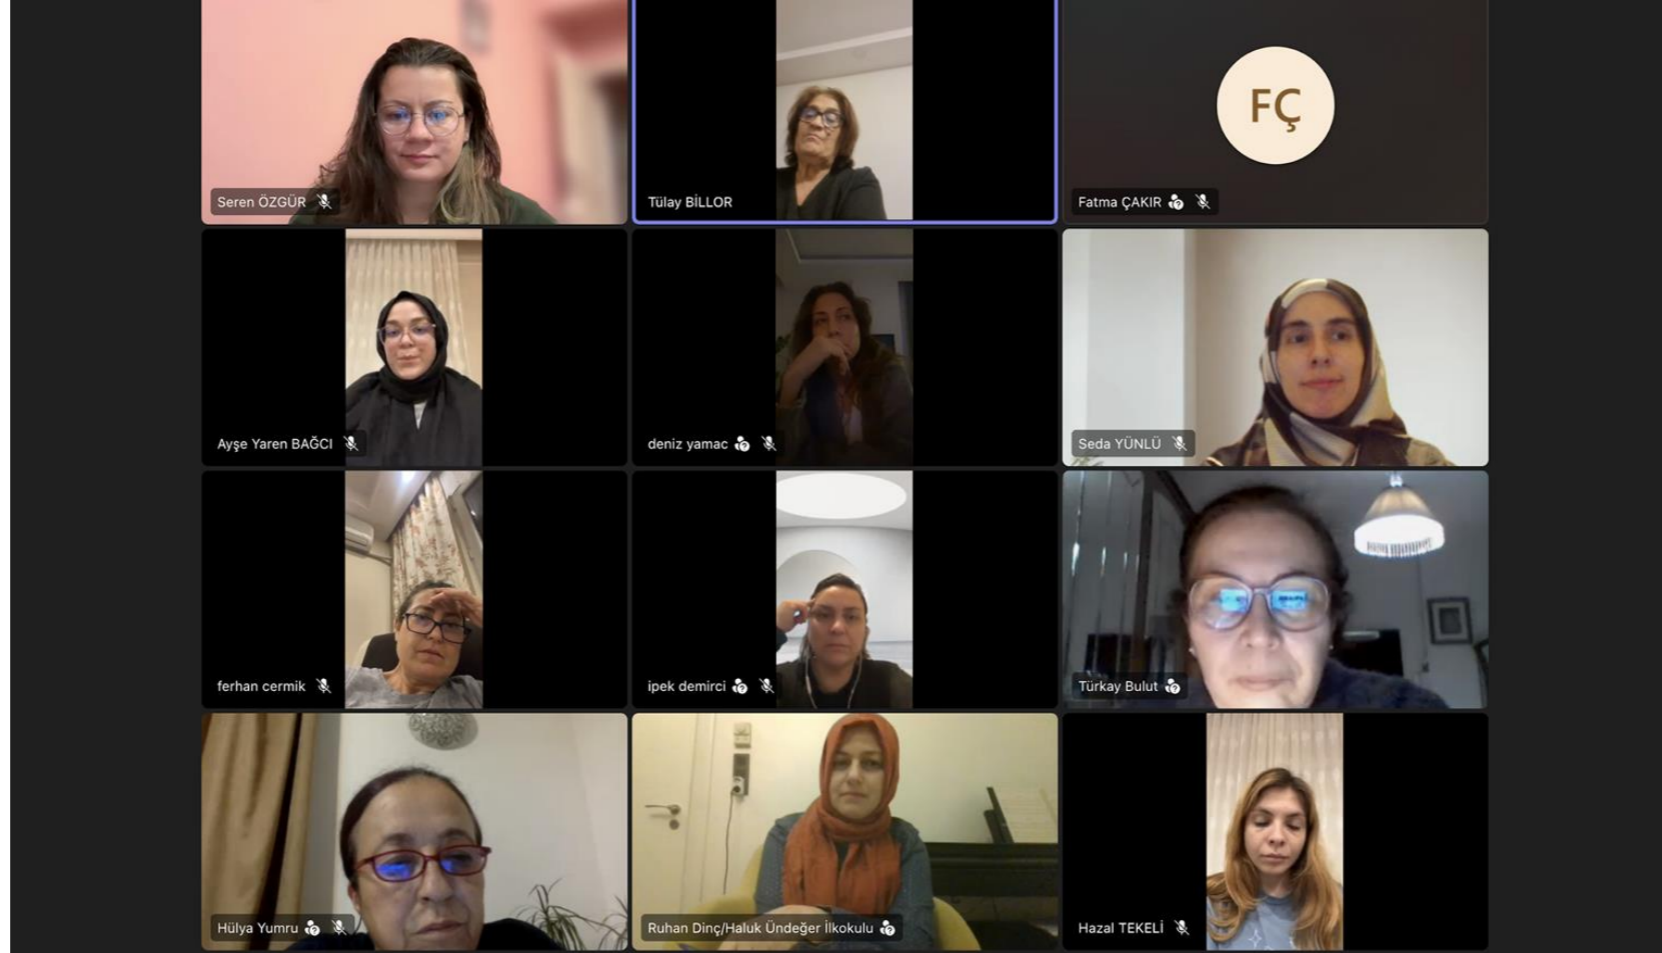 Seren ÖZGÜR
Tülay BİLLOR
FÇ
Fatma ÇAKIR
Ayşe Yaren BAĞCI
deniz yamac
Seda YÜNLÜ
ferhan cermik
ipek demirci
Türkay Bulut
Hülya Yumru
Ruhan Dinç/Haluk Ündeğer İlkokulu
Hazal TEKELİ